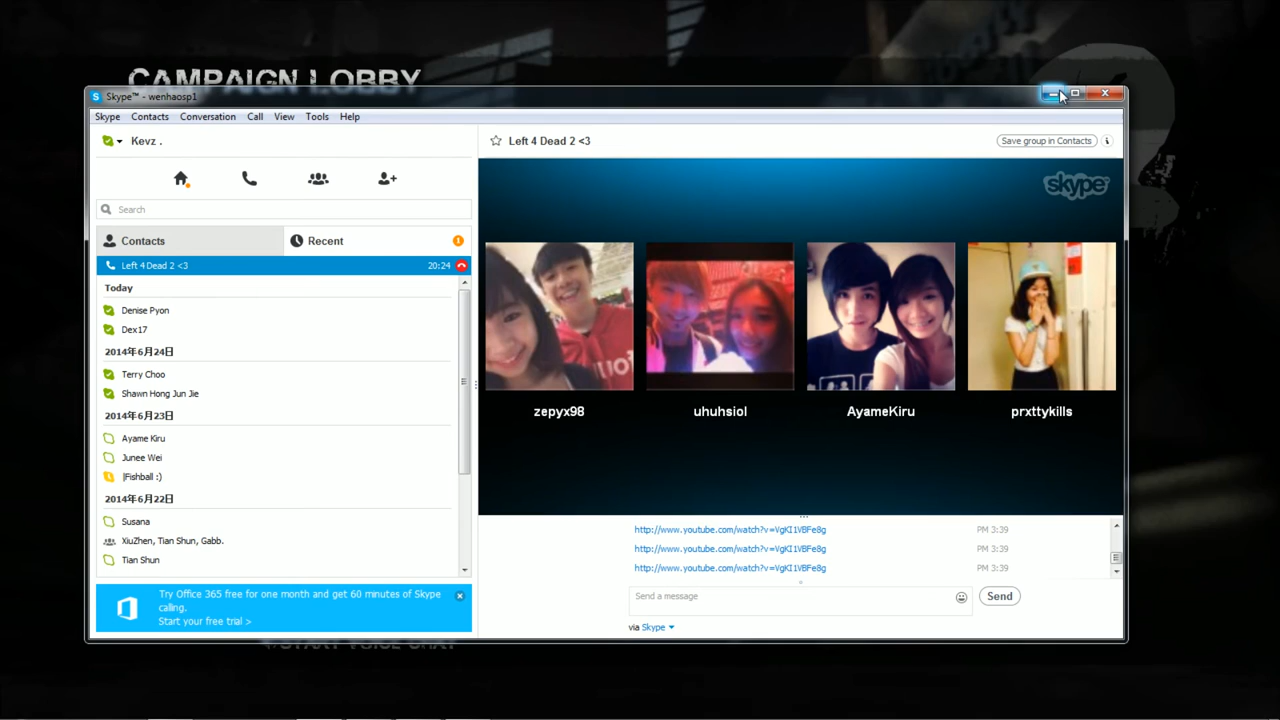 CAMPAIGN LOBBY
Skype™ - wenhaosp1
Skype Contacts Conversation Call View Tools Help
Kevz .
Search
Contacts
Recent
1
Left 4 Dead 2 <3 20:24
Today
Denise Pyon
Dex17
2014年6月24日
Terry Choo
Shawn Hong Jun Jie
2014年6月23日
Ayame Kiru
Junee Wei
|Fishball :)
2014年6月22日
Susana
XiuZhen, Tian Shun, Gabb.
Tian Shun
Try Office 365 free for one month and get 60 minutes of Skype
calling.
Start your free trial >
Left 4 Dead 2 <3
Save group in Contacts
skype
zepyx98
uhuhsiol
AyameKiru
prxttykills
http://www.youtube.com/watch?v=VgKI1VBFe8g PM 3:39
http://www.youtube.com/watch?v=VgKI1VBFe8g PM 3:39
http://www.youtube.com/watch?v=VgKI1VBFe8g PM 3:39
Send a message
Send
via Skype
START VOICE CHAT